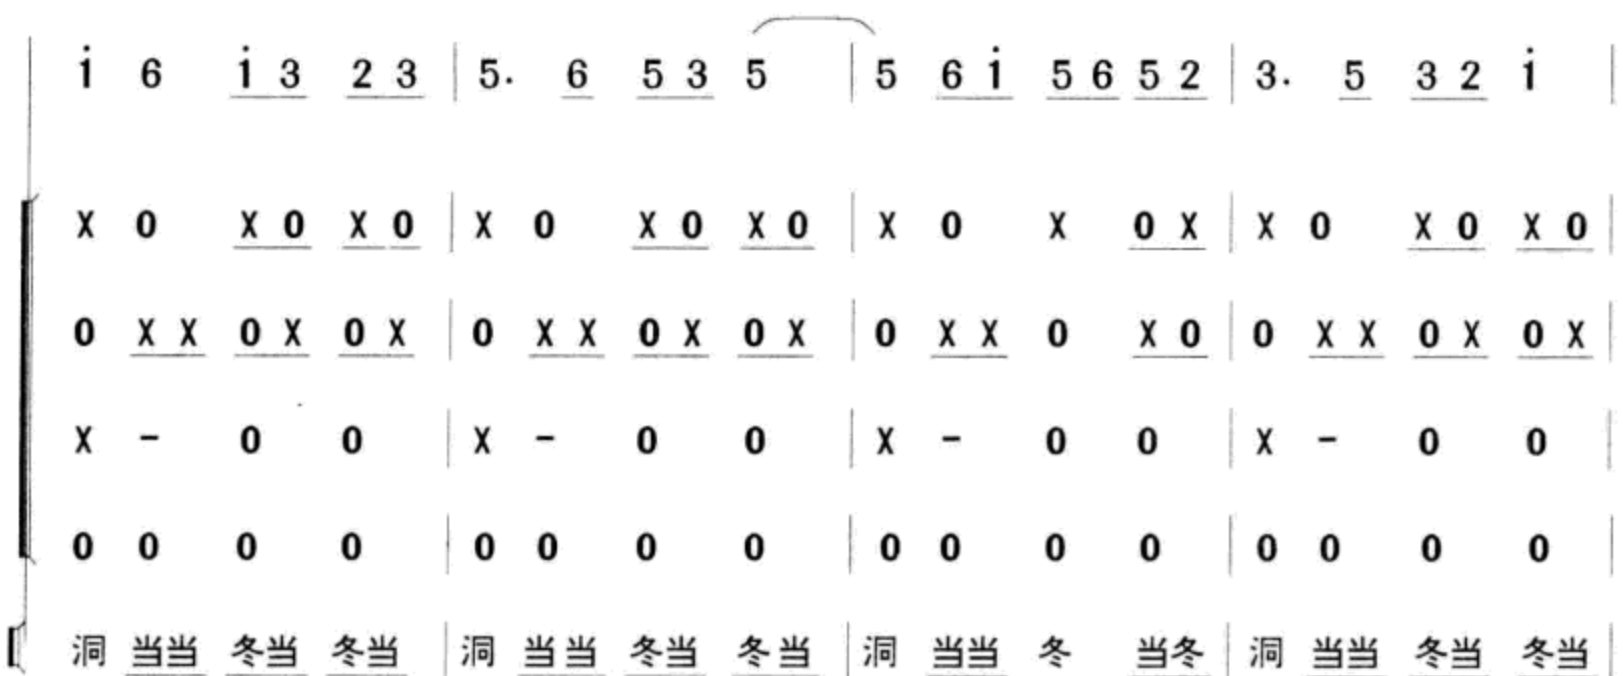 i 6 i 3 2 3 | 5. 6 5 3 5 | 5 6 i 5 6 5 2 | 3. 5 3 2 i |
X 0 X 0 X 0 | X 0 X 0 X 0 | X 0 X 0 X | X 0 X 0 X 0 |
0 X X 0 X 0 X | 0 X X 0 X 0 X | 0 X X 0 X 0 | 0 X X 0 X 0 X |
X - 0 0 | X - 0 0 | X - 0 0 | X - 0 0 |
0 0 0 0 | 0 0 0 0 | 0 0 0 0 | 0 0 0 0 |
洞 当当 冬当 冬当 | 洞 当当 冬当 冬当 | 洞 当当 冬 当冬 | 洞 当当 冬当 冬当 |